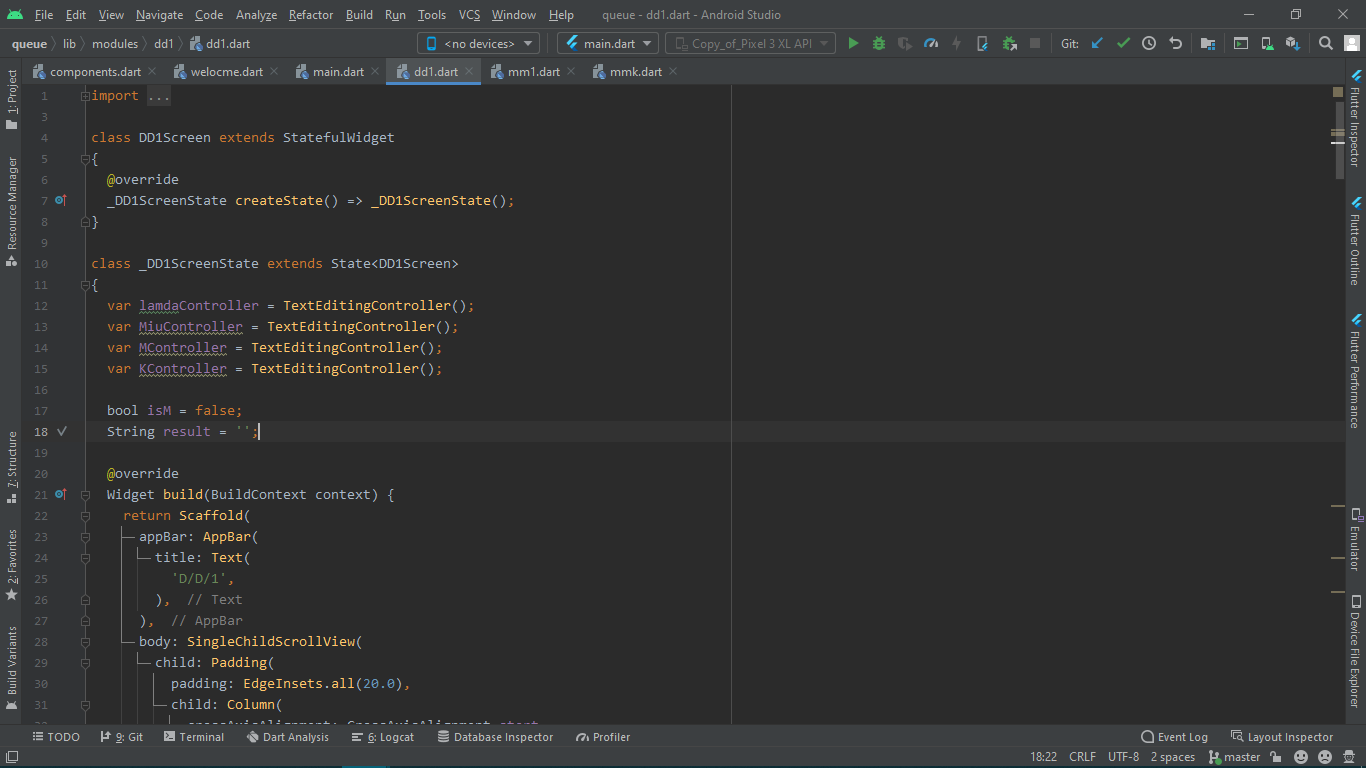 File Edit View Navigate Code Analyze Refactor Build Run Tools VCS Window Help queue - dd1.dart - Android Studio
queue lib modules dd1 dd1.dart <no devices> main.dart Copy_of_Pixel 3 XL API Git:
components.dart welocme.dart main.dart dd1.dart mm1.dart mmk.dart
1 import ...
3
4 class DD1Screen extends StatefulWidget
5 {
6 @override
7 _DD1ScreenState createState() => _DD1ScreenState();
8 }
9
10 class _DD1ScreenState extends State<DD1Screen>
11 {
12 var lamdaController = TextEditingController();
13 var MiuController = TextEditingController();
14 var MController = TextEditingController();
15 var KController = TextEditingController();
16
17 bool isM = false;
18 String result = '';
19
20 @override
21 Widget build(BuildContext context) {
22 return Scaffold(
23 appBar: AppBar(
24 title: Text(
25 'D/D/1',
26 ), // Text
27 ), // AppBar
28 body: SingleChildScrollView(
29 child: Padding(
30 padding: EdgeInsets.all(20.0),
31 child: Column(
1: Project
Resource Manager
7: Structure
2: Favorites
Build Variants
Flutter Inspector
Flutter Outline
Flutter Performance
Emulator
Device File Explorer
TODO 9: Git Terminal Dart Analysis 6: Logcat Database Inspector Profiler Event Log Layout Inspector
18:22 CRLF UTF-8 2 spaces master